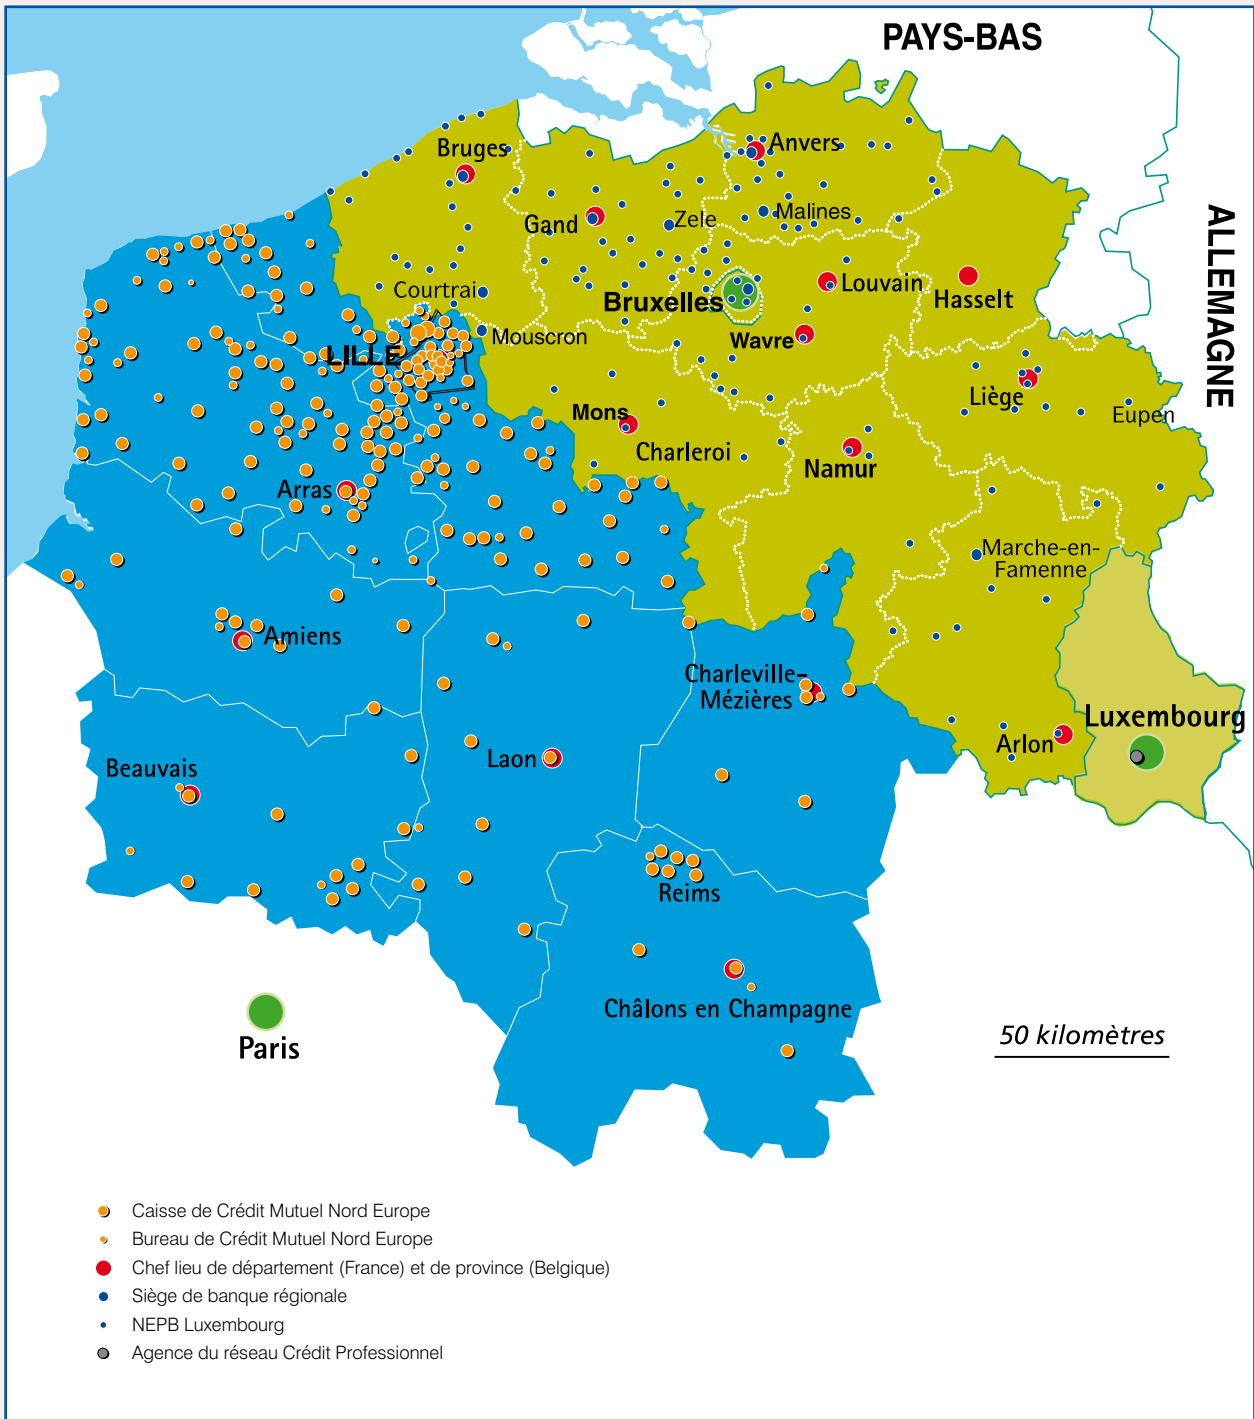 PAYS-BAS
ALLEMAGNE
Bruges
Anvers
Gand
Zele
Malines
Courtrai
Bruxelles
Louvain
Hasselt
Mouscron
Wavre
LILLE
Liège
Eupen
Mons
Charleroi
Namur
Arras
Marche-en-
Famenne
Amiens
Charleville-
Mézières
Luxembourg
Arlon
Laon
Beauvais
Reims
Châlons en Champagne
Paris
50 kilomètres
Caisse de Crédit Mutuel Nord Europe
Bureau de Crédit Mutuel Nord Europe
Chef lieu de département (France) et de province (Belgique)
Siège de banque régionale
NEPB Luxembourg
Agence du réseau Crédit Professionnel